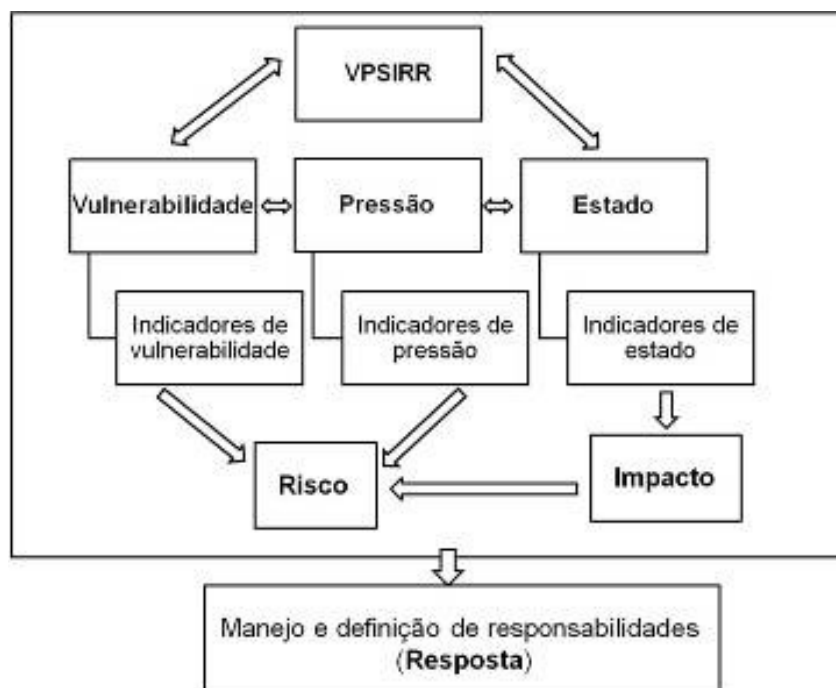 VPSIRR
Vulnerabilidade
Pressão
Estado
Indicadores de
vulnerabilidade
Indicadores de
pressão
Indicadores de
estado
Risco
Impacto
Manejo e definição de responsabilidades
(Resposta)